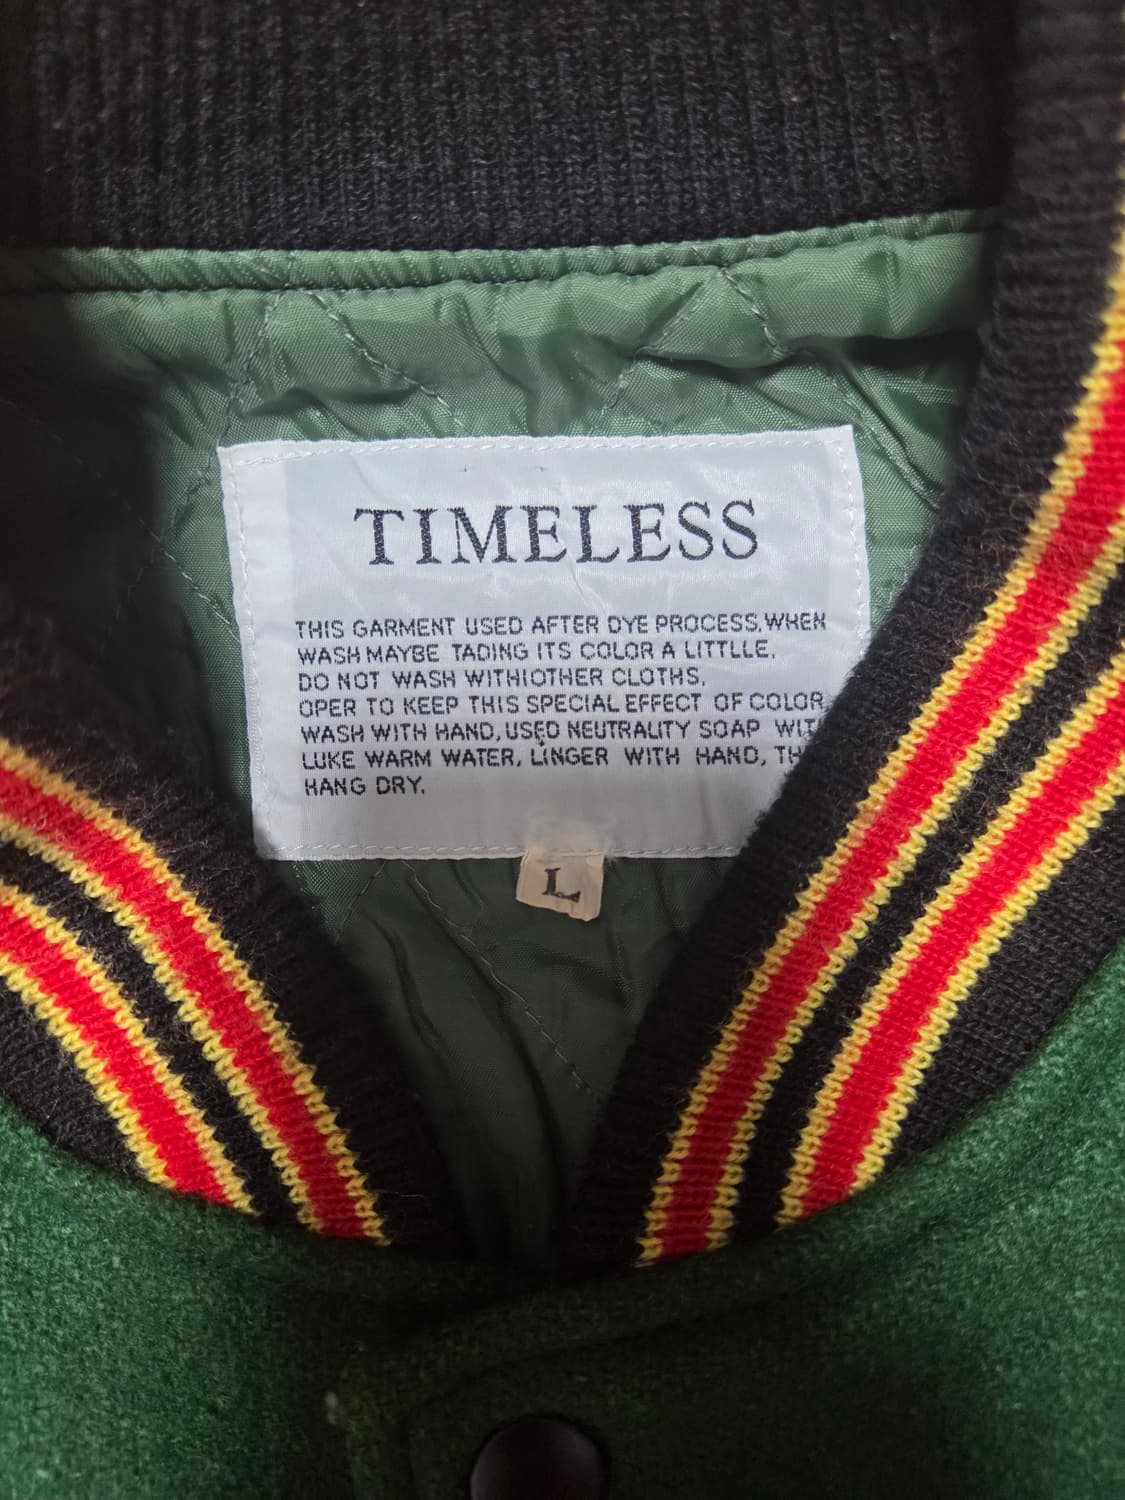 TIMELESS
THIS GARMENT USED AFTER DYE PROCESS, WHEN
WASH MAYBE TADING ITS COLOR A LITTLLE.
DO NOT WASH WITHIOTHER CLOTHS.
OPER TO KEEP THIS SPECIAL EFFECT OF COLOR
WASH WITH HAND, USED NEUTRALITY SOAP
LUKE WARM WATER, LINGER WITH HAND,
HANG DRY.
L